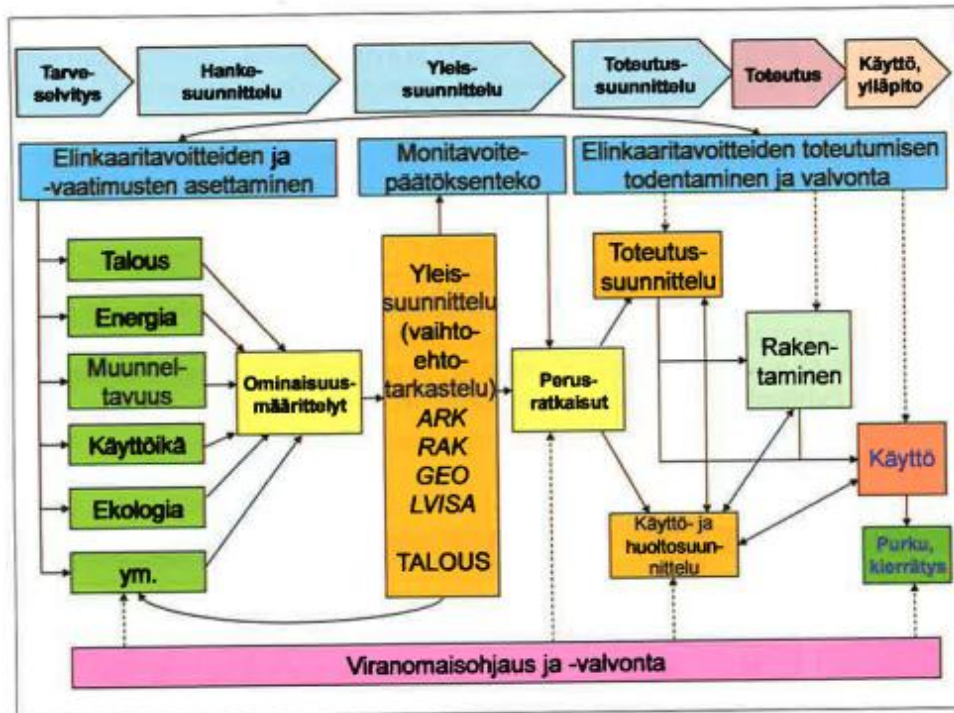 Tarve-
selvitys
Hanke-
suunnittelu
Yleis-
suunnittelu
Toteutus-
suunnittelu
Toteutus
Käyttö,
ylläpito
Elinkaaritavoitteiden ja
-vaatimusten asettaminen
Monitavoite-
päätöksenteko
Elinkaaritavoitteiden toteutumisen
todentaminen ja valvonta
Talous
Energia
Muunnel-
tavuus
Käyttöikä
Ekologia
ym.
Ominaisuus-
määrittelyt
Yleis-
suunnittelu
(vaihto-
ehto-
tarkastelu)
ARK
RAK
GEO
LVISA
TALOUS
Perus-
ratkaisut
Toteutus-
suunnittelu
Raken-
taminen
Käyttö- ja
huoltosuun-
nittelu
Käyttö
Purku,
kierrätys
Viranomaisohjaus ja -valvonta